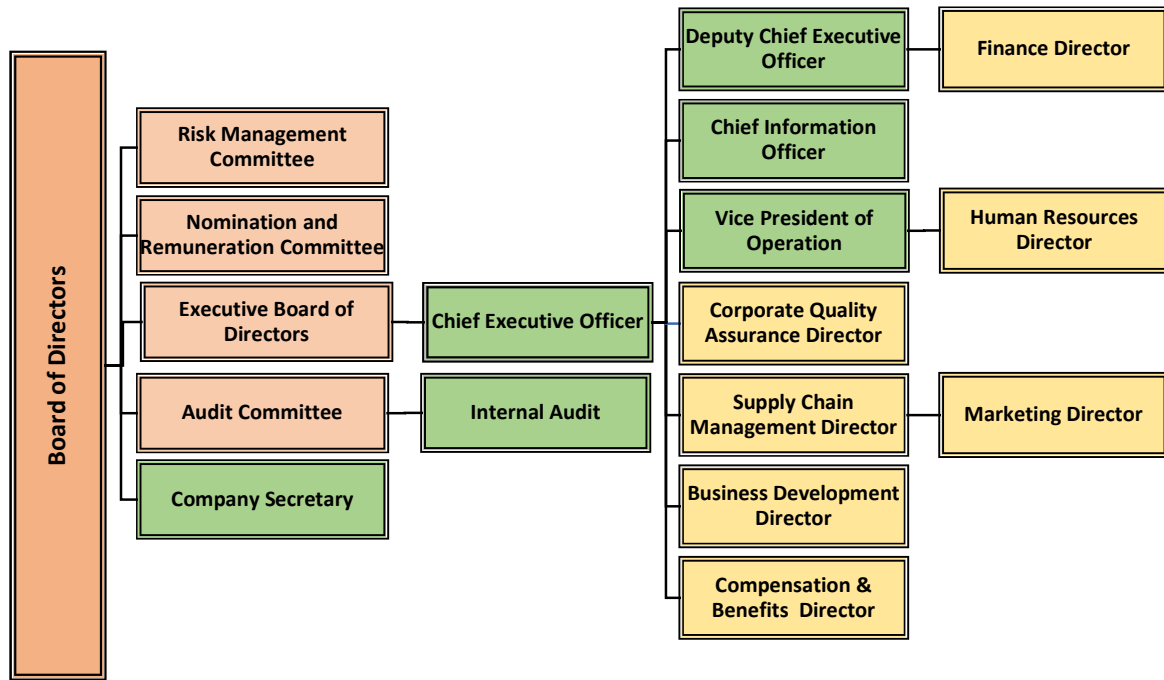 Board of Directors
Risk Management
Committee
Nomination and
Remuneration Committee
Executive Board of
Directors
Audit Committee
Company Secretary
Chief Executive Officer
Internal Audit
Deputy Chief Executive
Officer
Chief Information
Officer
Vice President of
Operation
Corporate Quality
Assurance Director
Supply Chain
Management Director
Business Development
Director
Compensation &
Benefits Director
Finance Director
Human Resources
Director
Marketing Director